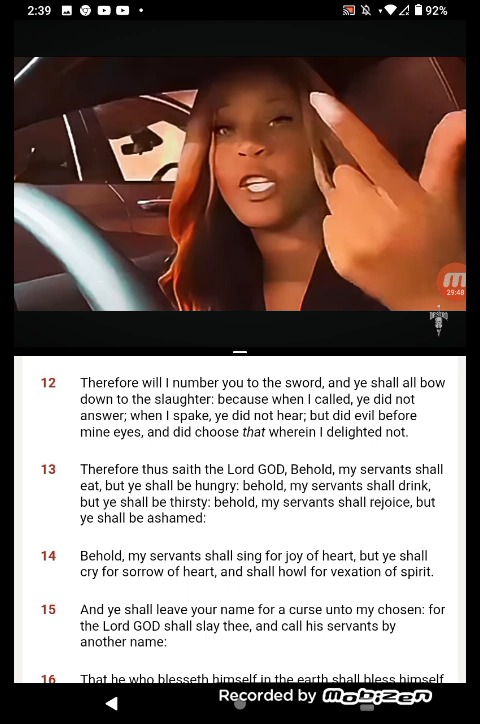 2:39
92%
29:48
DESTRO
12 Therefore will I number you to the sword, and ye shall all bow
down to the slaughter: because when I called, ye did not
answer; when I spake, ye did not hear; but did evil before
mine eyes, and did choose that wherein I delighted not.
13 Therefore thus saith the Lord GOD, Behold, my servants shall
eat, but ye shall be hungry: behold, my servants shall drink,
but ye shall be thirsty: behold, my servants shall rejoice, but
ye shall be ashamed:
14 Behold, my servants shall sing for joy of heart, but ye shall
cry for sorrow of heart, and shall howl for vexation of spirit.
15 And ye shall leave your name for a curse unto my chosen: for
the Lord GOD shall slay thee, and call his servants by
another name:
16 That he who blesseth himself in the earth shall bless himself
Recorded by Mobizen